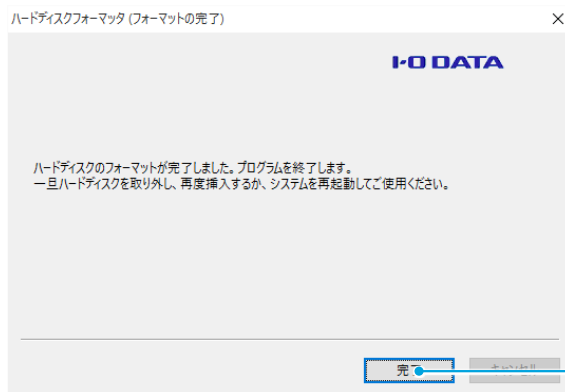 ハードディスクフォーマッタ (フォーマットの完了)
I-O DATA
ハードディスクのフォーマットが完了しました。プログラムを終了します。
一旦ハードディスクを取り外し、再度挿入するか、システムを再起動してご使用ください。
完了
キャンセル